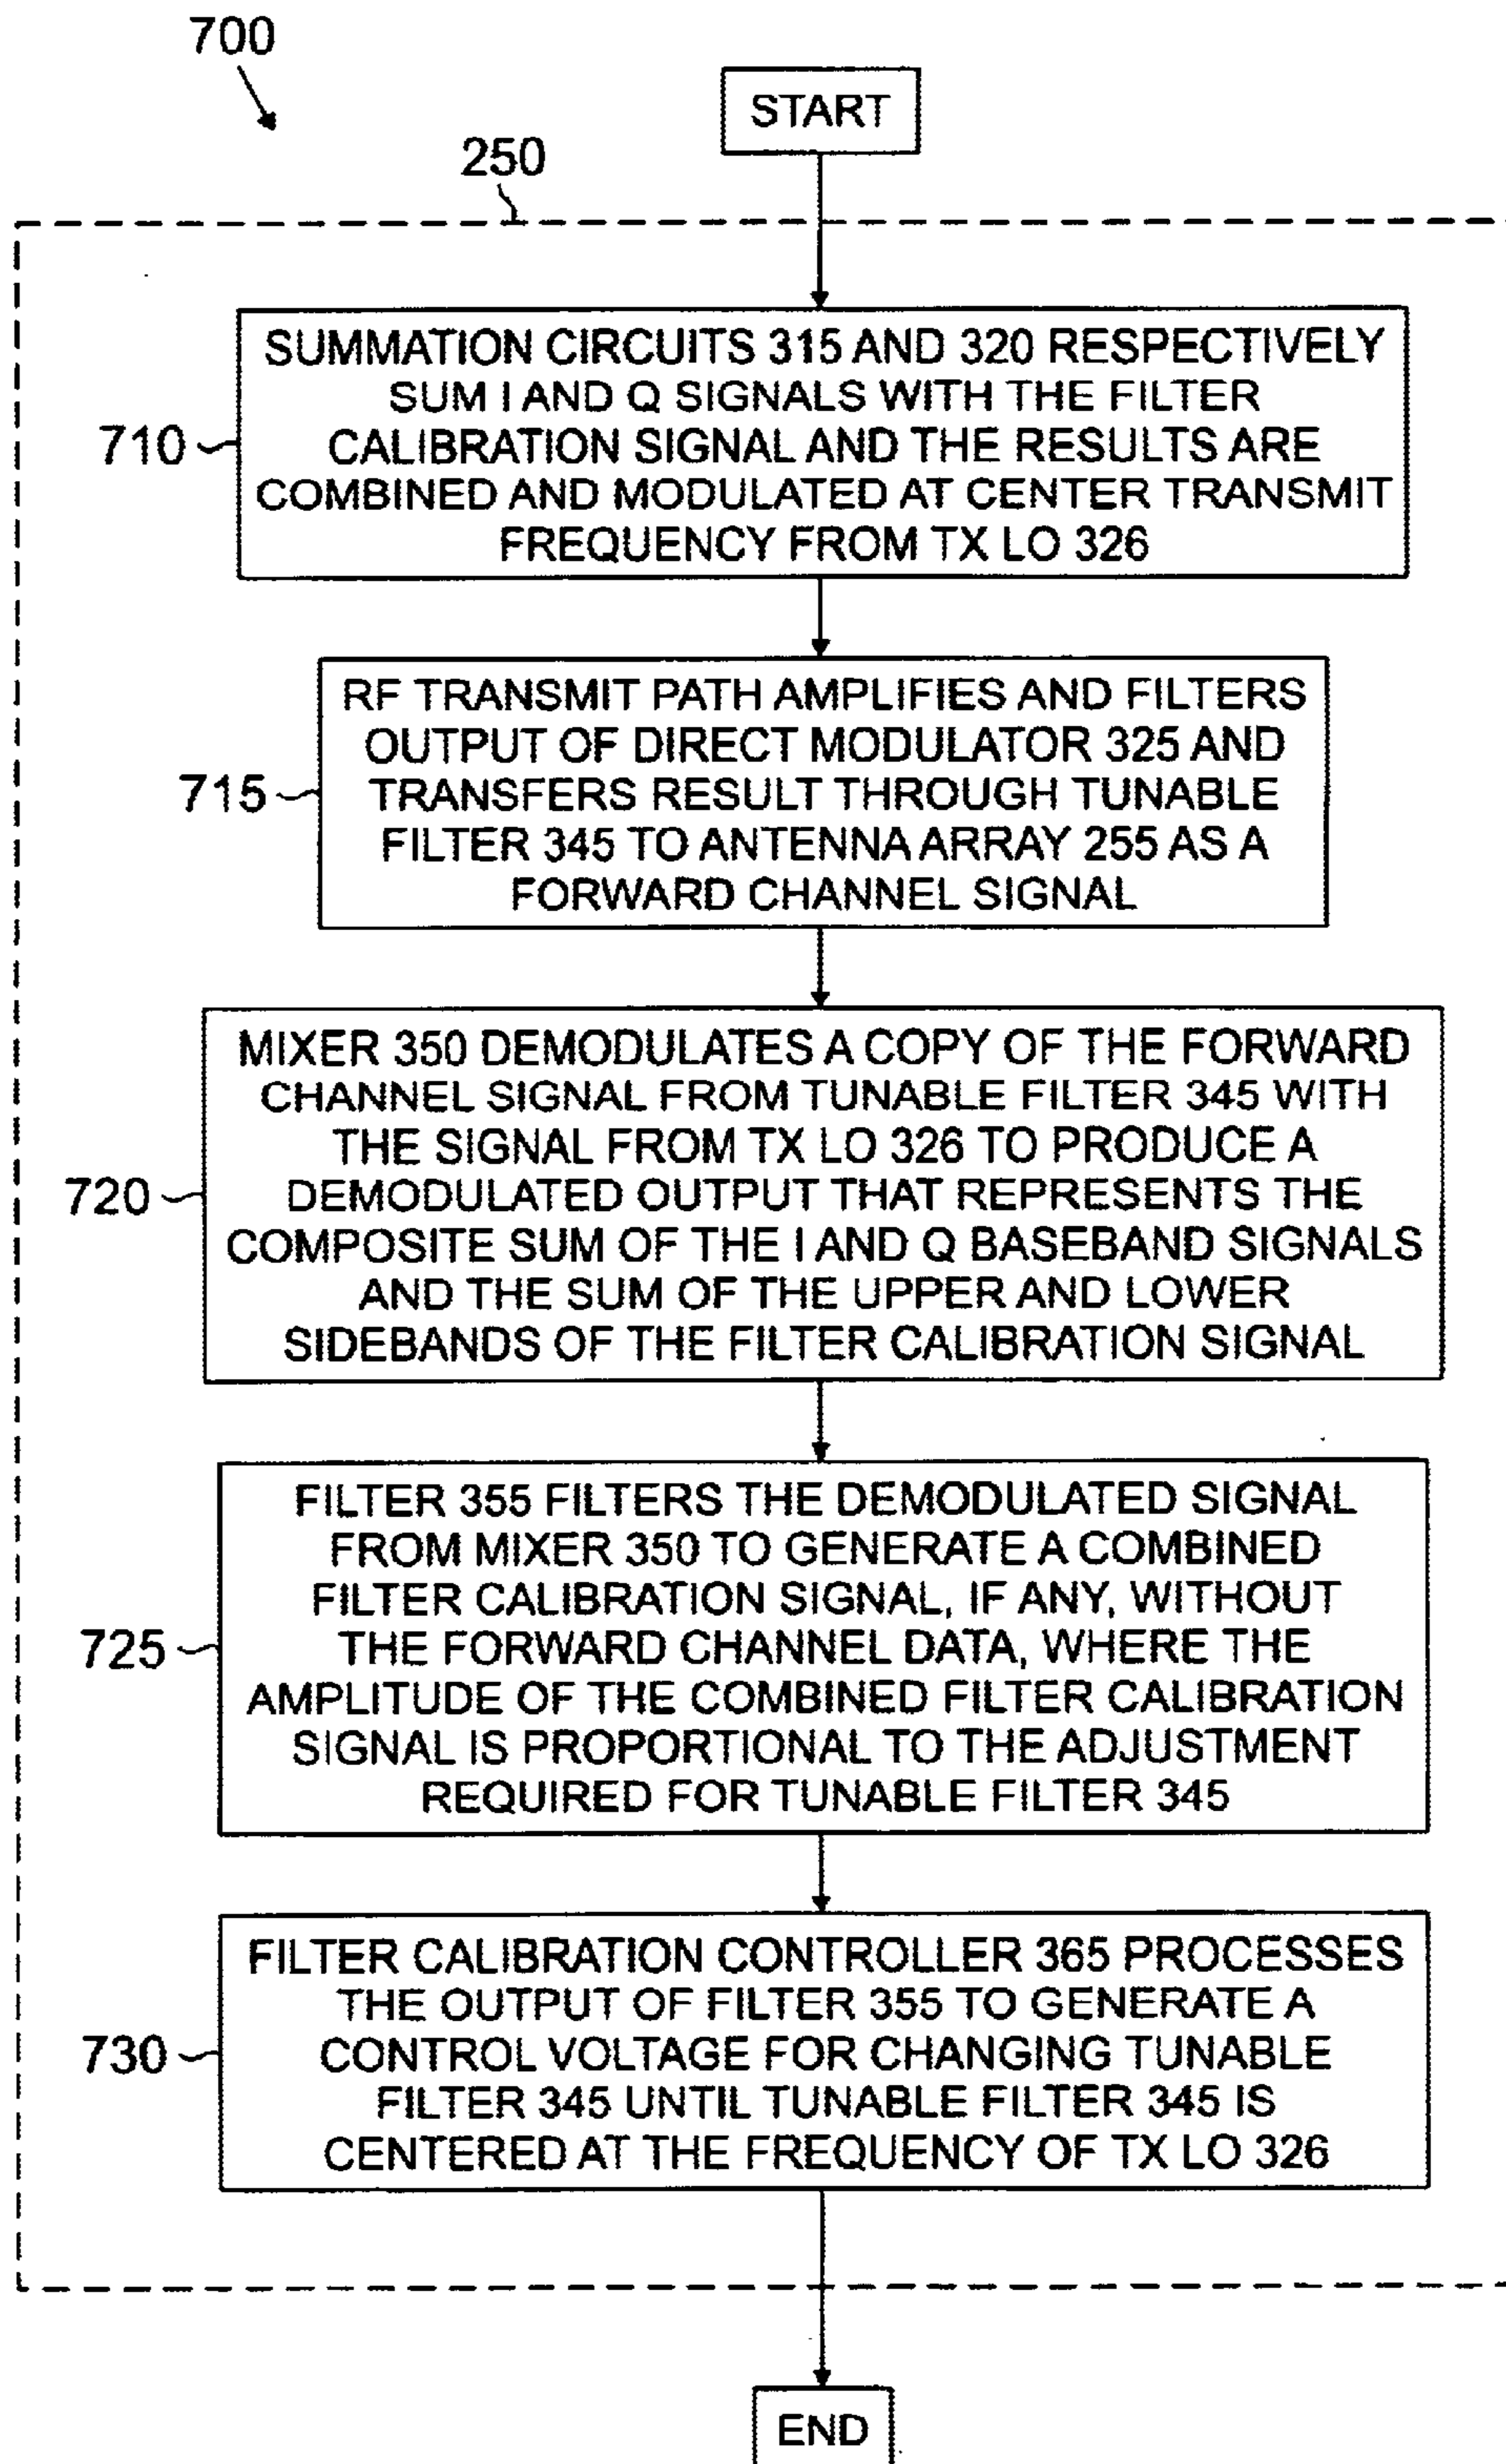 700
START
250
SUMMATION CIRCUITS 315 AND 320 RESPECTIVELY
SUM I AND Q SIGNALS WITH THE FILTER
CALIBRATION SIGNAL AND THE RESULTS ARE
COMBINED AND MODULATED AT CENTER TRANSMIT
FREQUENCY FROM TX LO 326
710
RF TRANSMIT PATH AMPLIFIES AND FILTERS
OUTPUT OF DIRECT MODULATOR 325 AND
TRANSFERS RESULT THROUGH TUNABLE
FILTER 345 TO ANTENNA ARRAY 255 AS A
FORWARD CHANNEL SIGNAL
715
MIXER 350 DEMODULATES A COPY OF THE FORWARD
CHANNEL SIGNAL FROM TUNABLE FILTER 345 WITH
THE SIGNAL FROM TX LO 326 TO PRODUCE A
DEMODULATED OUTPUT THAT REPRESENTS THE
COMPOSITE SUM OF THE I AND Q BASEBAND SIGNALS
AND THE SUM OF THE UPPER AND LOWER
SIDEBANDS OF THE FILTER CALIBRATION SIGNAL
720
FILTER 355 FILTERS THE DEMODULATED SIGNAL
FROM MIXER 350 TO GENERATE A COMBINED
FILTER CALIBRATION SIGNAL, IF ANY, WITHOUT
THE FORWARD CHANNEL DATA, WHERE THE
AMPLITUDE OF THE COMBINED FILTER CALIBRATION
SIGNAL IS PROPORTIONAL TO THE ADJUSTMENT
REQUIRED FOR TUNABLE FILTER 345
725
FILTER CALIBRATION CONTROLLER 365 PROCESSES
THE OUTPUT OF FILTER 355 TO GENERATE A
CONTROL VOLTAGE FOR CHANGING TUNABLE
FILTER 345 UNTIL TUNABLE FILTER 345 IS
CENTERED AT THE FREQUENCY OF TX LO 326
730
END